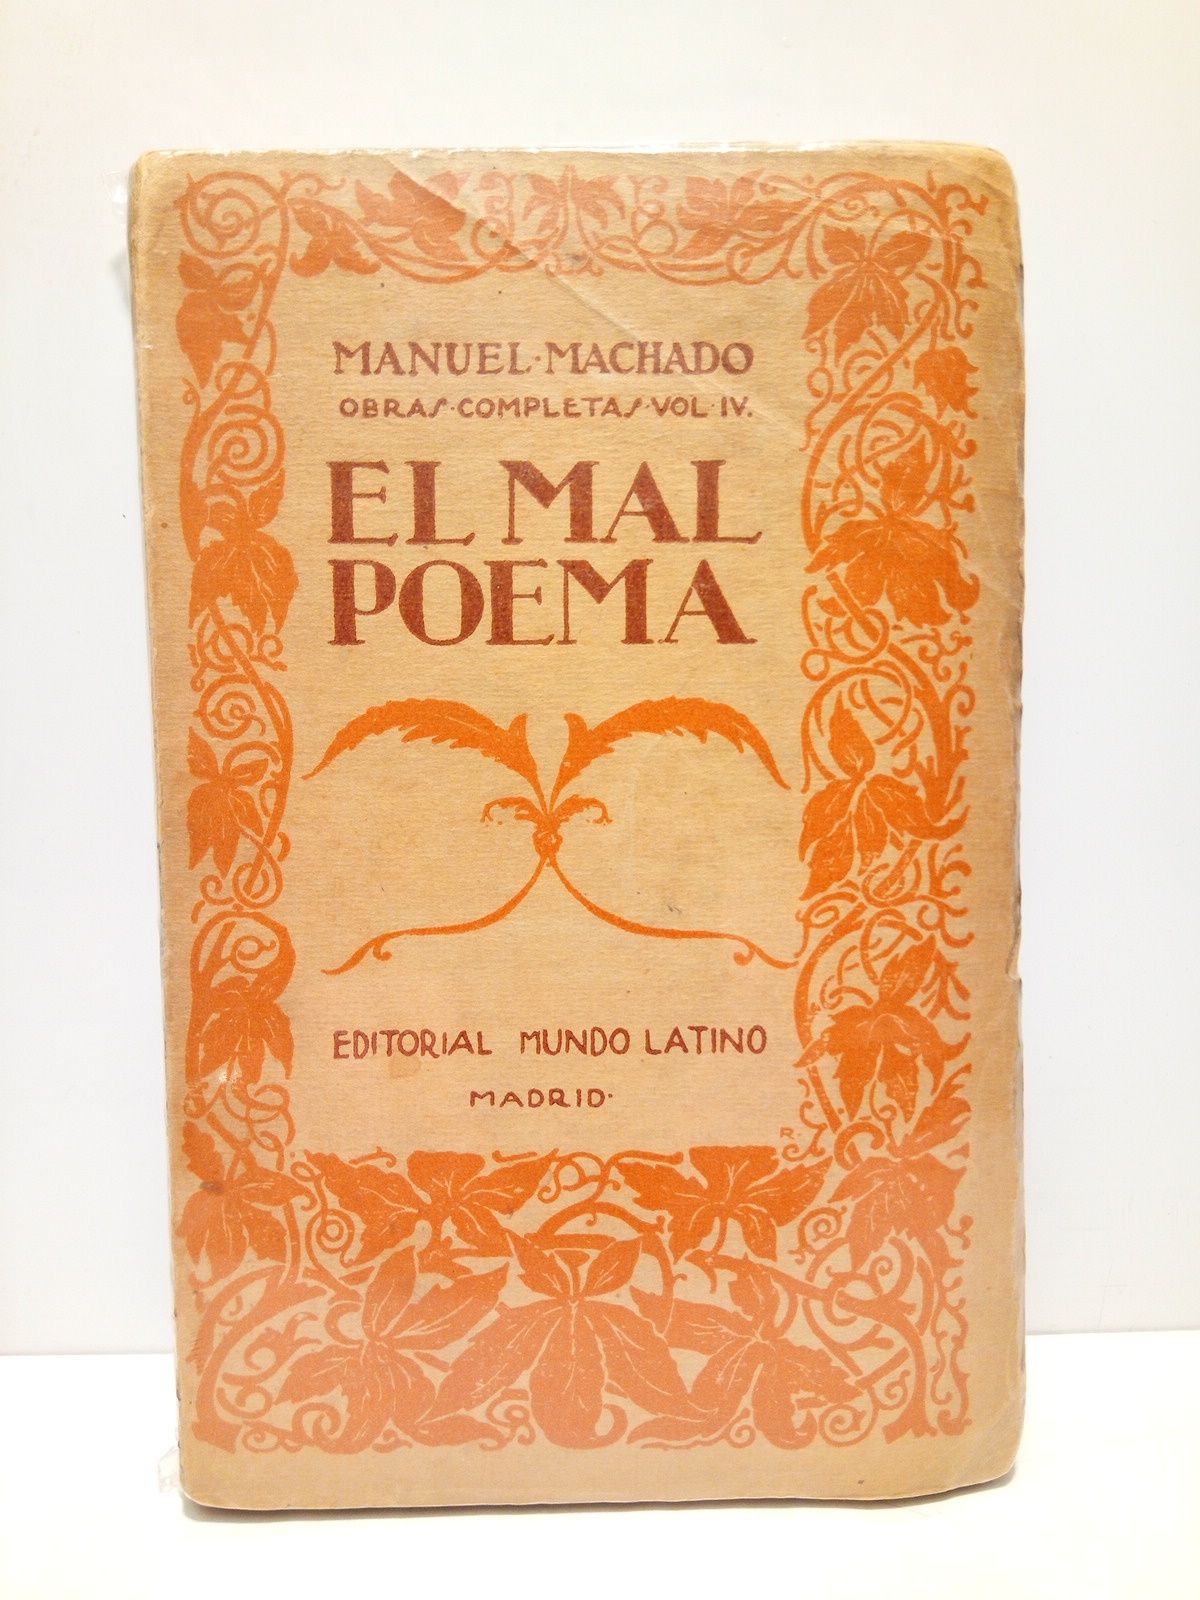 MANUEL·MACHADO
OBRAS·COMPLETAS·VOL·IV.
EL MAL
POEMA
EDITORIAL MUNDO LATINO
MADRID·
R.